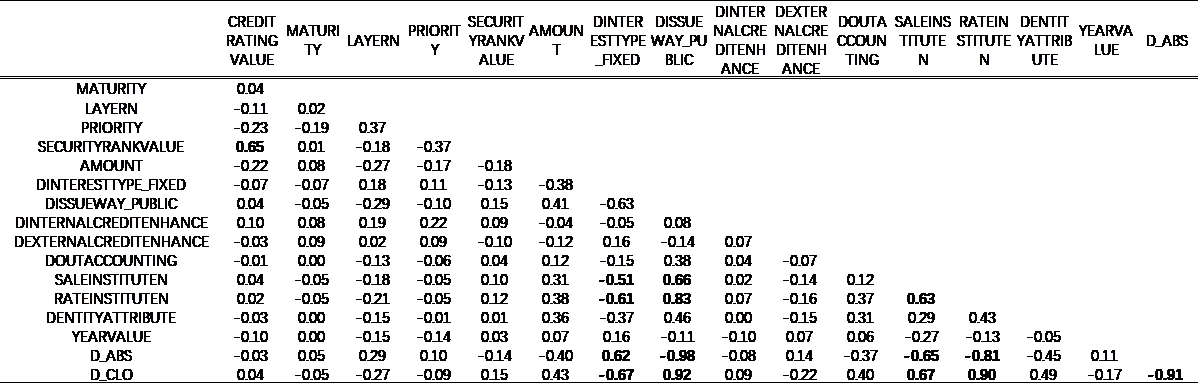 CREDIT RATING VALUE MATURI TY LAYERN PRIORIT Y SECURIT YRANKV ALUE AMOUN T DINTER ESTTYPE _FIXED DISSUE WAY_PU BLIC DINTER NALCRE DITENH ANCE DEXTER NALCRE DITENH ANCE DOUTA CCOUN TING SALEINS TITUTE N RATEIN STITUTE N DENTIT YATTRIB UTE YEARVA LUE D_ABS
MATURITY 0.04
LAYERN -0.11 0.02
PRIORITY -0.23 -0.19 0.37
SECURITYRANKVALUE 0.65 0.01 -0.18 -0.37
AMOUNT -0.22 0.08 -0.27 -0.17 -0.18
DINTERESTTYPE_FIXED -0.07 -0.07 0.18 0.11 -0.13 -0.38
DISSUEWAY_PUBLIC 0.04 -0.05 -0.29 -0.10 0.15 0.41 -0.63
DINTERNALCREDITENHANCE 0.10 0.08 0.19 0.22 0.09 -0.04 -0.05 0.08
DEXTERNALCREDITENHANCE -0.03 0.09 0.02 0.09 -0.10 -0.12 0.16 -0.14 0.07
DOUTACCOUNTING -0.01 0.00 -0.13 -0.06 0.04 0.12 -0.15 0.38 0.04 -0.07
SALEINSTITUTEN 0.04 -0.05 -0.18 -0.05 0.10 0.31 -0.51 0.66 0.02 -0.14 0.12
RATEINSTITUTEN 0.02 -0.05 -0.21 -0.05 0.12 0.38 -0.61 0.83 0.07 -0.16 0.37 0.63
DENTITYATTRIBUTE -0.03 0.00 -0.15 -0.01 0.01 0.36 -0.37 0.46 0.00 -0.15 0.31 0.29 0.43
YEARVALUE -0.10 0.00 -0.15 -0.14 0.03 0.07 0.16 -0.11 -0.10 0.07 0.06 -0.27 -0.13 -0.05
D_ABS -0.03 0.05 0.29 0.10 -0.14 -0.40 0.62 -0.98 -0.08 0.14 -0.37 -0.65 -0.81 -0.45 0.11
D_CLO 0.04 -0.05 -0.27 -0.09 0.15 0.43 -0.67 0.92 0.09 -0.22 0.40 0.67 0.90 0.49 -0.17 -0.91